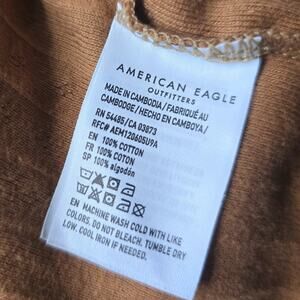 AMERICAN EAGLE
OUTFITTERS
MADE IN CAMBODIA / FABRIQUÉ AU
CAMBODGE / HECHO EN CAMBOYA /
RN 54485 / CA 03873
RFC# AEM120605U9A
EN 100% COTTON
FR 100% COTON
SP 100% algodón
EN MACHINE WASH COLD WITH LIKE
COLORS, DO NOT BLEACH. TUMBLE DRY
LOW, COOL IRON IF NEEDED.